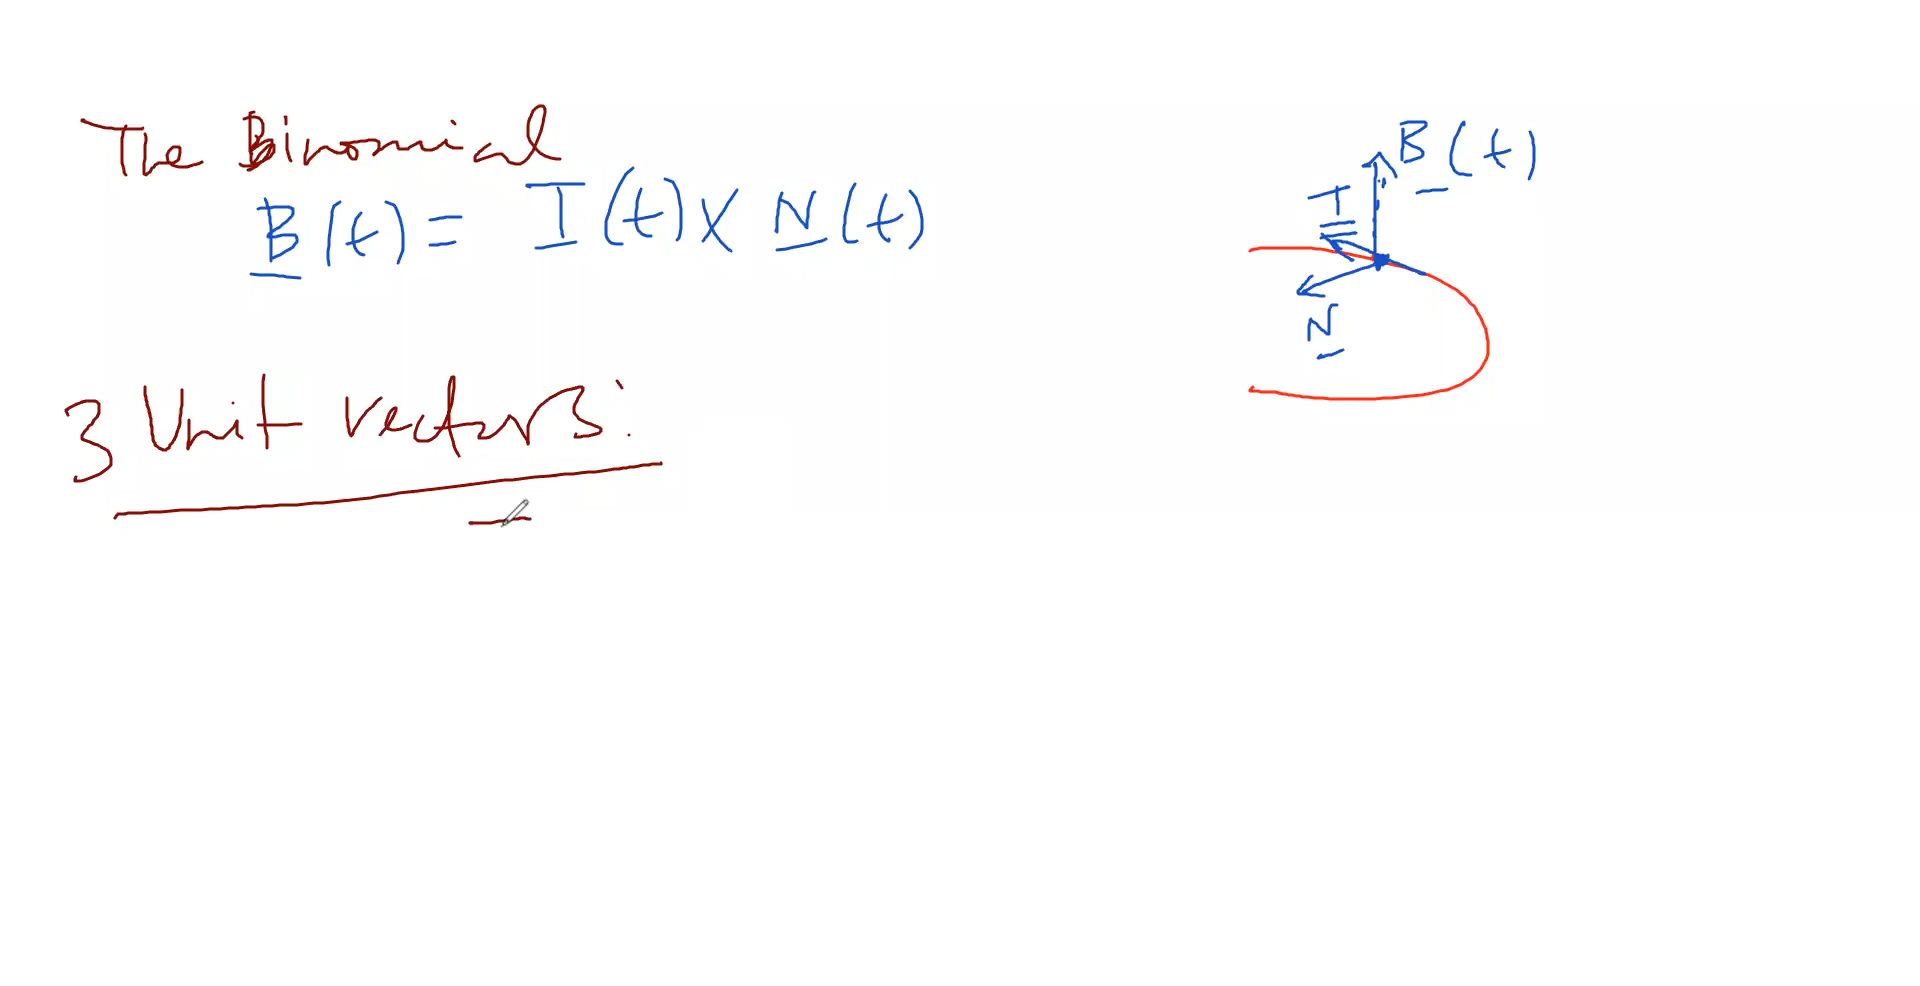 The Binomial
B(t) = T(t) X N(t)
3 Unit vectors:
B(t)
T
N